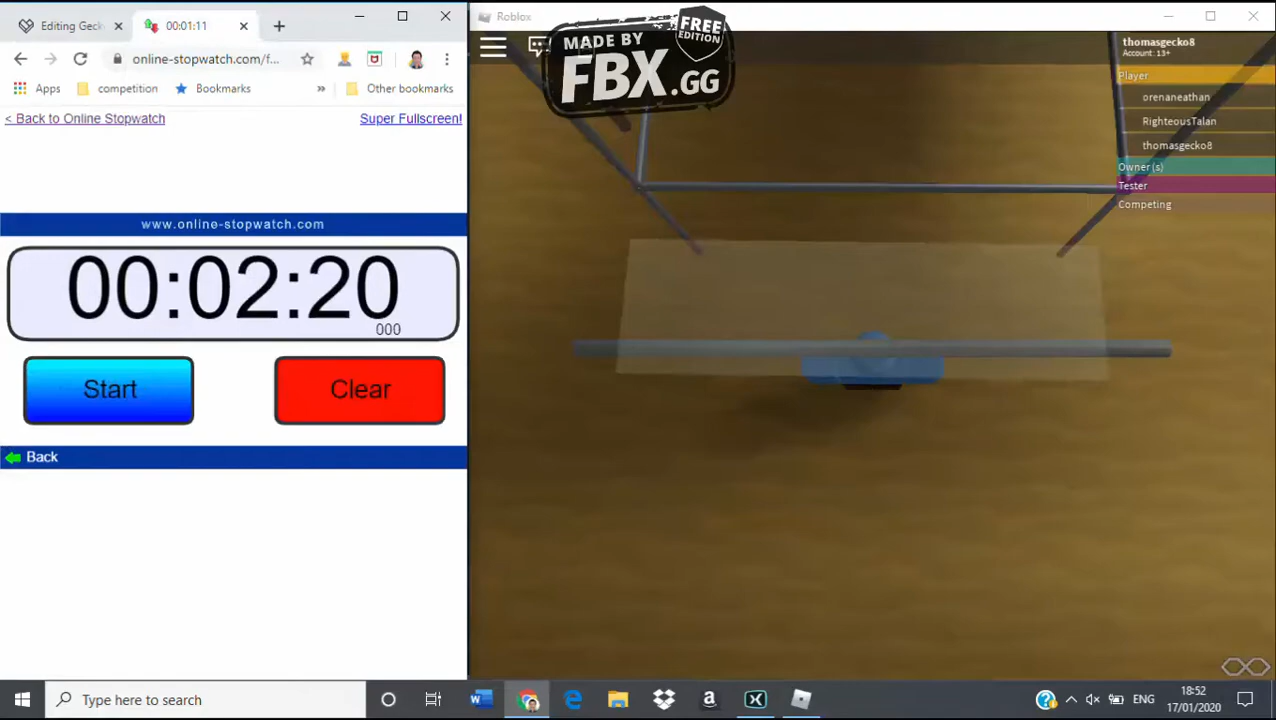 Editing Geck
00:01:11
online-stopwatch.com/f...
Apps
competition
Bookmarks
»
Other bookmarks
< Back to Online Stopwatch
Super Fullscreen!
www.online-stopwatch.com
00:02:20
000
Start
Clear
Back
Roblox
MADE BY
FBX.GG
FREE
EDITION
thomasgecko8
Account: 13+
Player
orenaneathan
RighteousTalan
thomasgecko8
Owner(s)
Tester
Competing
Type here to search
ENG
18:52
17/01/2020